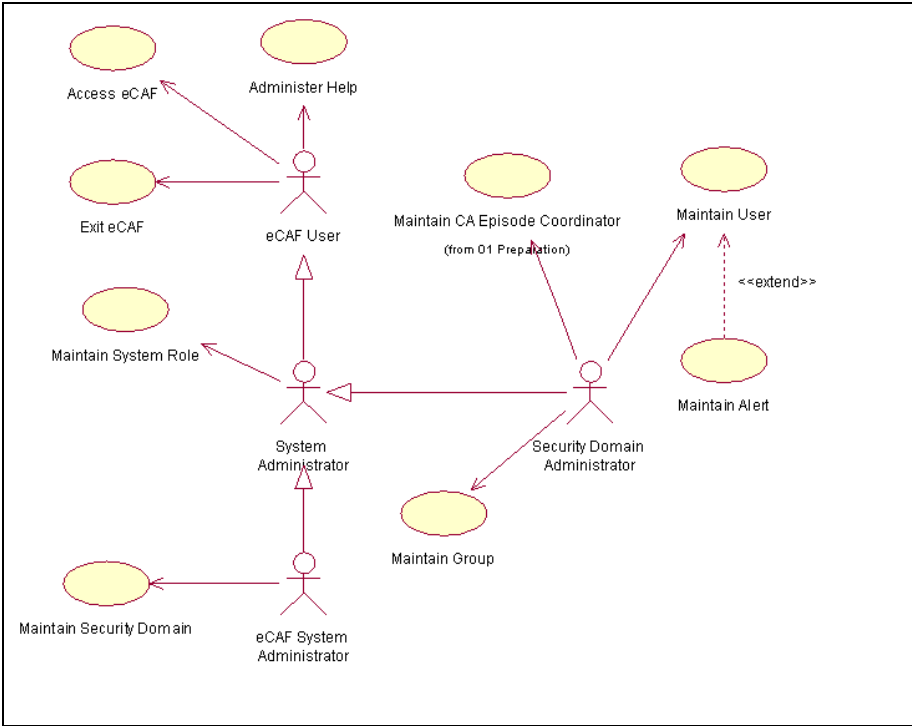 Access eCAF
Administer Help
Exit eCAF
eCAF User
Maintain CA Episode Coordinator
(from 01 Preparation)
Maintain User
<<extend>>
Maintain System Role
Maintain Alert
System
Administrator
Security Domain
Administrator
Maintain Group
Maintain Security Domain
eCAF System
Administrator